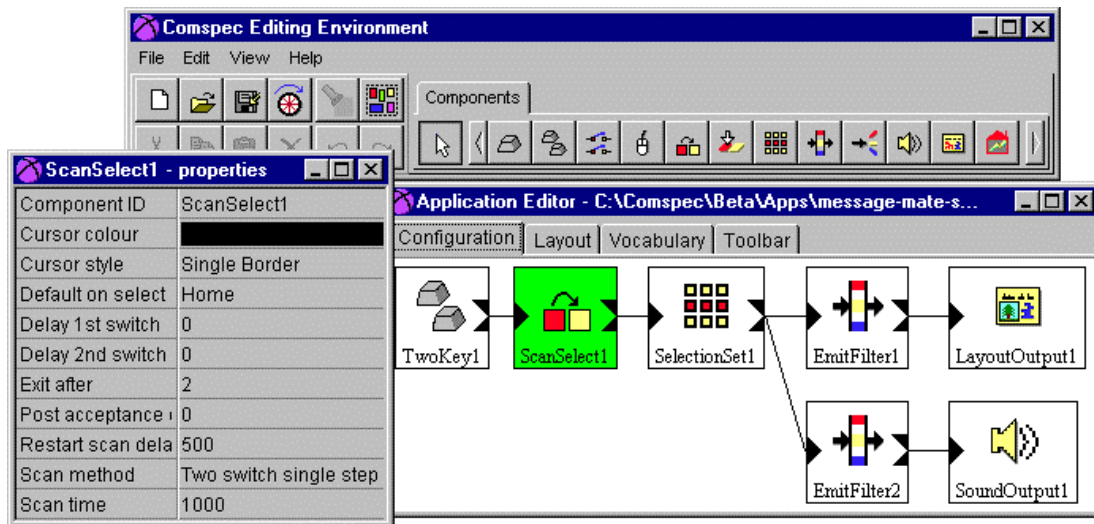 Comspec Editing Environment
File Edit View Help
Components
ScanSelect1 - properties
Component ID ScanSelect1
Cursor colour
Cursor style Single Border
Default on select Home
Delay 1st switch 0
Delay 2nd switch 0
Exit after 2
Post acceptance 0
Restart scan dela 500
Scan method Two switch single step
Scan time 1000
Application Editor - C:\Comspec\Beta\Apps\message-mate-s...
Configuration Layout Vocabulary Toolbar
TwoKey1 ScanSelect1 SelectionSet1 EmitFilter1 LayoutOutput1
EmitFilter2 SoundOutput1